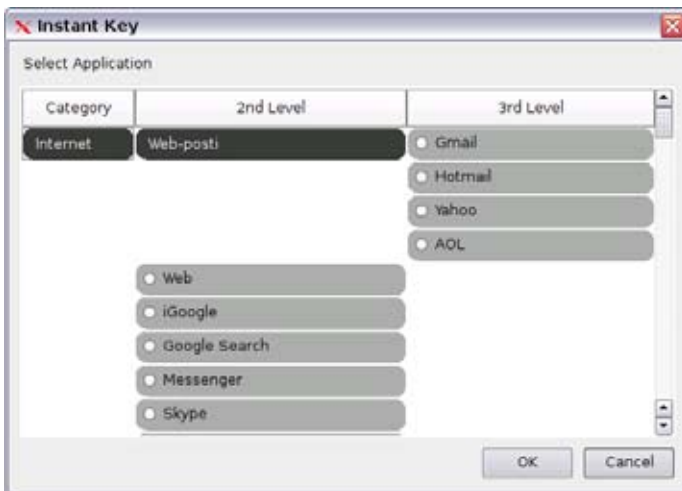 Instant Key
Select Application
Category 2nd Level 3rd Level
Internet Web-posti Gmail
Hotmail
Yahoo
AOL
Web
iGoogle
Google Search
Messenger
Skype
OK Cancel